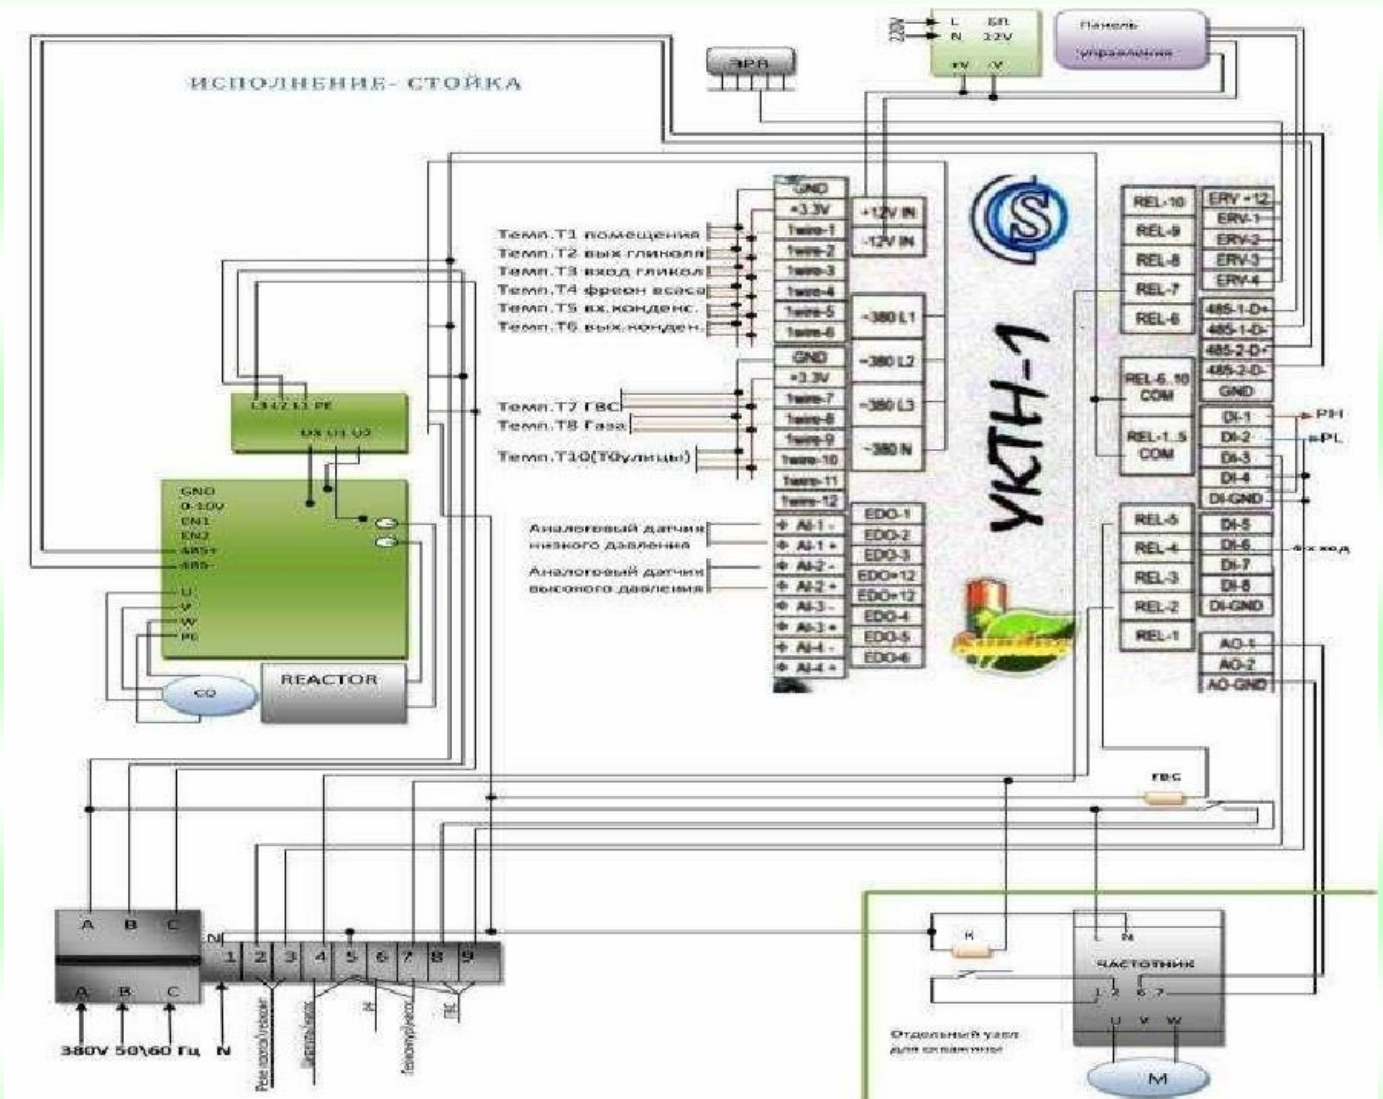 ИСПОЛНЕНИЕ- СТОЙКА
ЭРВ
220V
L БП
N 12V
+V -V
Панель
управления
GND
+3.3V
1wire-1
1wire-2
1wire-3
1wire-4
1wire-5
1wire-6
GND
+3.3V
1wire-7
1wire-8
1wire-9
1wire-10
1wire-11
1wire-12
AI-1 -
AI-1 +
AI-2 -
AI-2 +
AI-3 -
AI-3 +
AI-4 -
AI-4 +
+12V IN
-12V IN
~380 L1
~380 L2
~380 L3
~380 N
EDO-1
EDO-2
EDO-3
EDO+12
EDO+12
EDO-4
EDO-5
EDO-6
Темп.Т1 помещения
Темп.Т2 вых гликоля
Темп.Т3 вход гликол
Темп.Т4 фреон всаса
Темп.Т5 вх.конденс.
Темп.Т6 вых.конден.
Темп.Т7 ГВС
Темп.Т8 Газа
Темп.Т10(Т0улицы)
Аналоговый датчик
низкого давления
Аналоговый датчик
высокого давления
S
УКТН-1
REL-10
REL-9
REL-8
REL-7
REL-6
REL-6..10
COM
REL-1..5
COM
REL-5
REL-4
REL-3
REL-2
REL-1
ERV +12
ERV-1
ERV-2
ERV-3
ERV-4
485-1-D+
485-1-D-
485-2-D+
485-2-D-
GND
DI-1
DI-2
DI-3
DI-4
DI-GND
DI-5
DI-6
DI-7
DI-8
DI-GND
AO-1
AO-2
AO-GND
PH
PL
L3 L2 L1 PE
U3 U1 U2
GND
0-10V
EN1
EN2
485+
485-
U
V
W
PE
CO
REACTOR
ГВС
A B C
N
1 2 3 4 5 6 7 8 9
A B C
380V 50\60 Гц N
ГВС
K
L N
ЧАСТОТНИК
1 2 6 7
U V W
M
Отдельный узел
для скважины